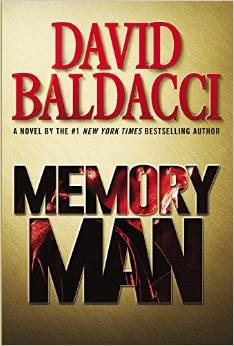 DAVID
BALDACCI
A NOVEL BY THE #1 NEW YORK TIMES BESTSELLING AUTHOR
MEMORY
MAN